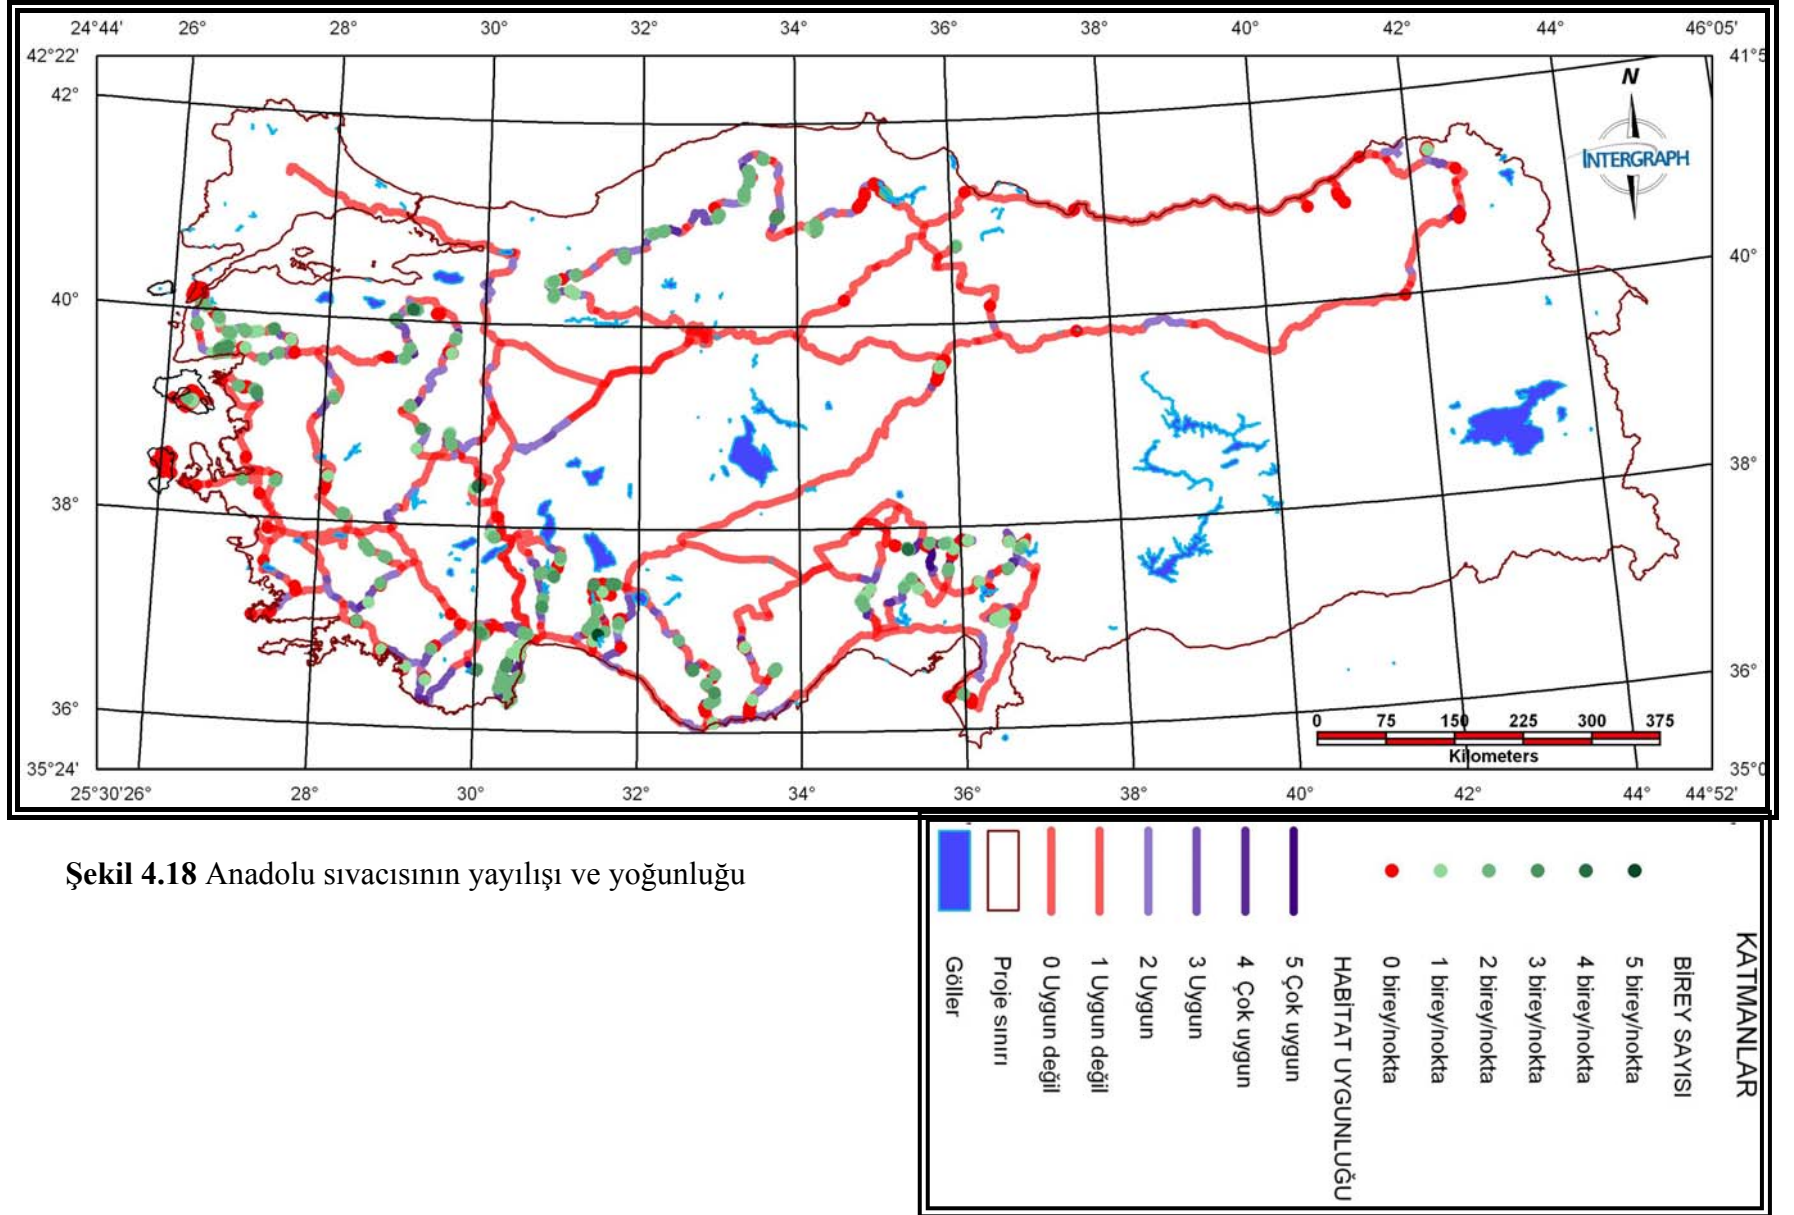 24°44' 26° 28° 30° 32° 34° 36° 38° 40° 42° 44° 46°05'
42°22' 41°5
42°
N
INTERGRAPH
40° 40°
38° 38°
36° 36°
0 75 150 225 300 375
Kilometers
35°24' 35°0
25°30'26° 28° 30° 32° 34° 36° 38° 40° 42° 44° 44°52'
Şekil 4.18 Anadolu sıvacısının yayılışı ve yoğunluğu
KATMANLAR
BİREY SAYISI
5 birey/nokta
4 birey/nokta
3 birey/nokta
2 birey/nokta
1 birey/nokta
0 birey/nokta
HABİTAT UYGUNLUĞU
5 Çok uygun
4 Çok uygun
3 Uygun
2 Uygun
1 Uygun değil
0 Uygun değil
Proje sınırı
Göller